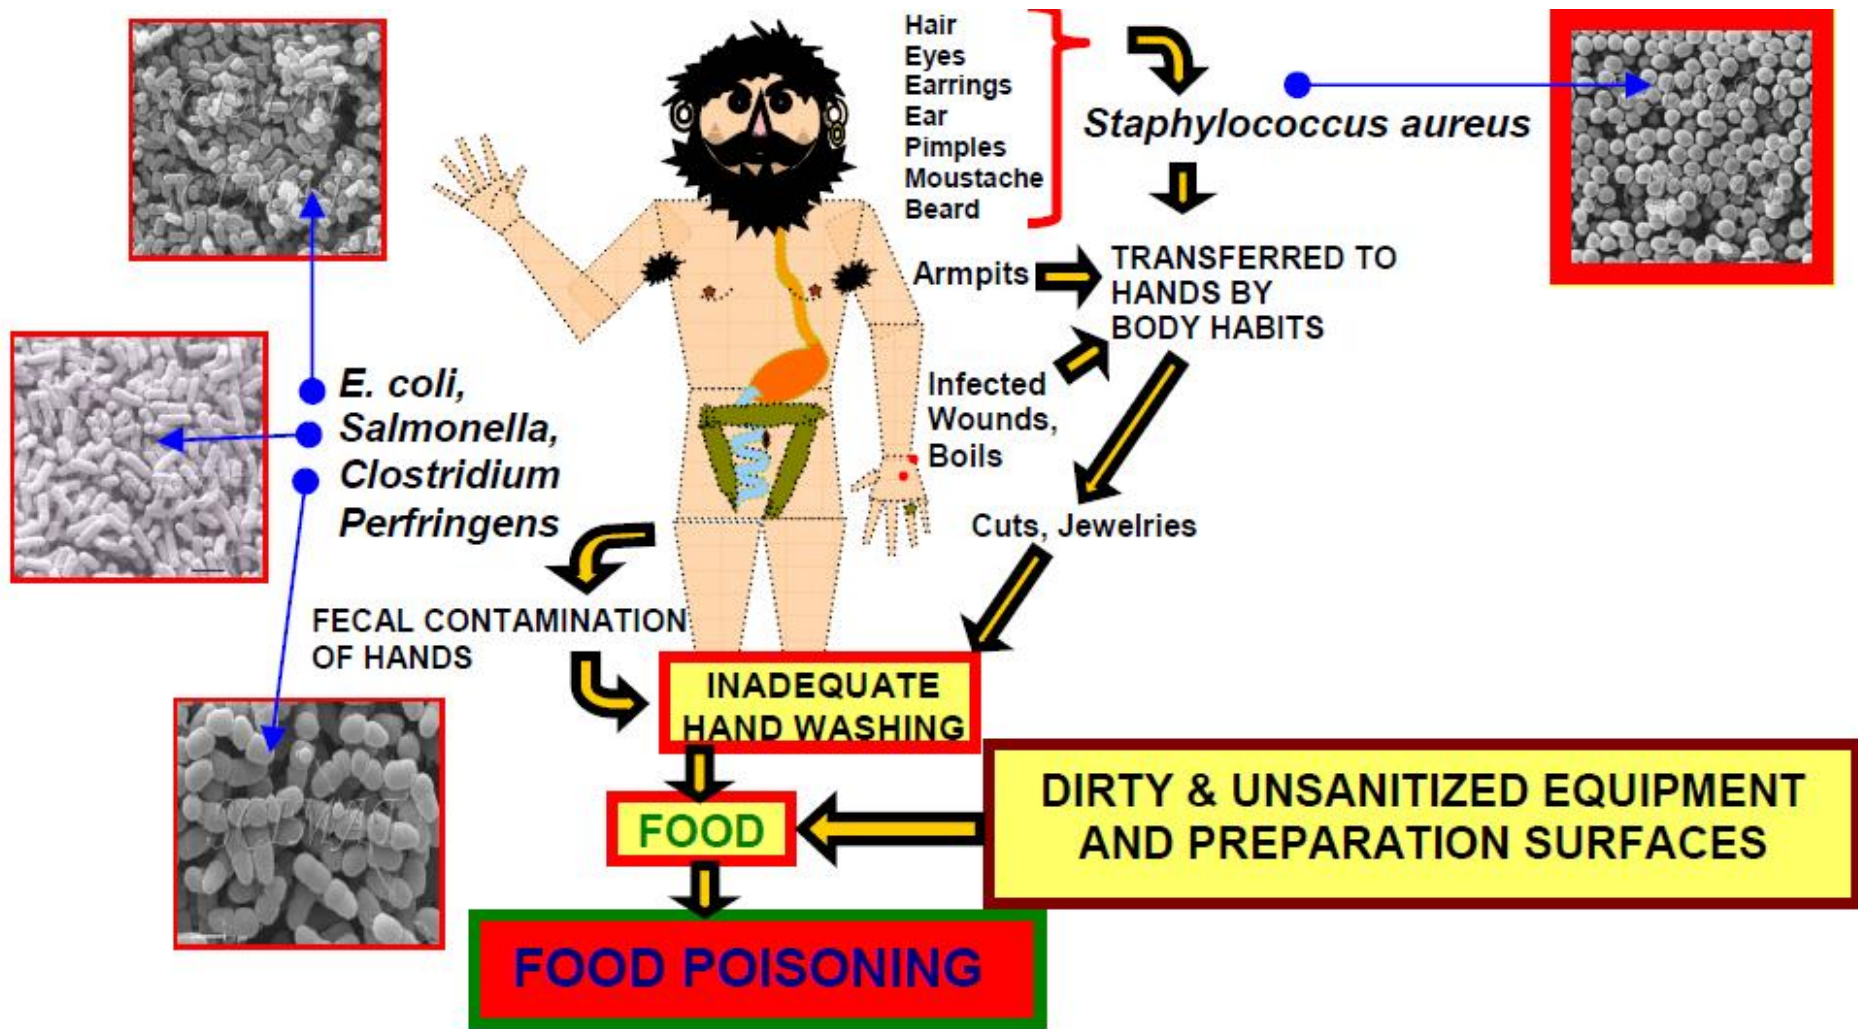 Hair
Eyes
Earrings
Ear
Pimples
Moustache
Beard
Staphylococcus aureus
Armpits
TRANSFERRED TO
HANDS BY
BODY HABITS
Infected
Wounds,
Boils
Cuts, Jewelries
E. coli,
Salmonella,
Clostridium
Perfringens
FECAL CONTAMINATION
OF HANDS
INADEQUATE
HAND WASHING
FOOD
DIRTY & UNSANITIZED EQUIPMENT
AND PREPARATION SURFACES
FOOD POISONING